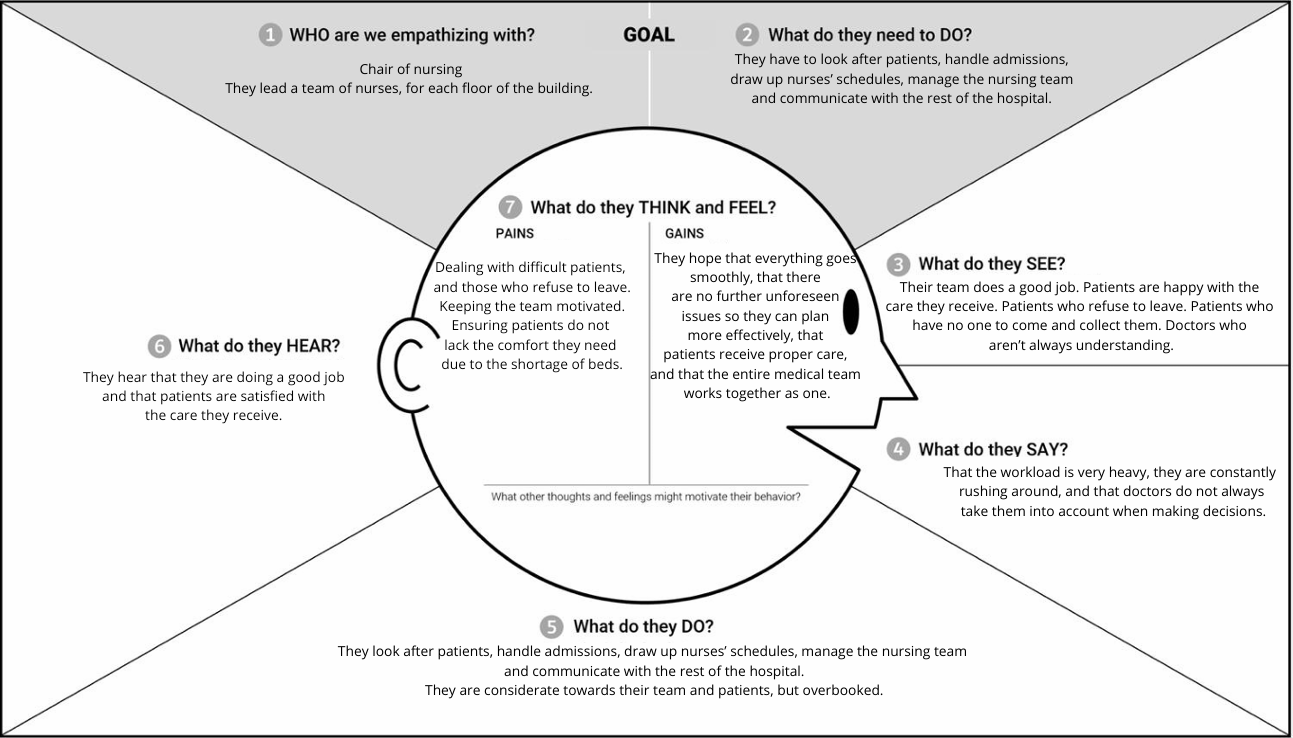 GOAL
1 WHO are we empathizing with?
Chair of nursing
They lead a team of nurses, for each floor of the building.
2 What do they need to DO?
They have to look after patients, handle admissions,
draw up nurses’ schedules, manage the nursing team
and communicate with the rest of the hospital.
3 What do they SEE?
Their team does a good job. Patients are happy with the
care they receive. Patients who refuse to leave. Patients who
have no one to come and collect them. Doctors who
aren’t always understanding.
4 What do they SAY?
That the workload is very heavy, they are constantly
rushing around, and that doctors do not always
take them into account when making decisions.
5 What do they DO?
They look after patients, handle admissions, draw up nurses’ schedules, manage the nursing team
and communicate with the rest of the hospital.
They are considerate towards their team and patients, but overbooked.
6 What do they HEAR?
They hear that they are doing a good job
and that patients are satisfied with
the care they receive.
7 What do they THINK and FEEL?
PAINS
Dealing with difficult patients,
and those who refuse to leave.
Keeping the team motivated.
Ensuring patients do not
lack the comfort they need
due to the shortage of beds.
GAINS
They hope that everything goes
smoothly, that there
are no further unforeseen
issues so they can plan
more effectively, that
patients receive proper care,
and that the entire medical team
works together as one.
What other thoughts and feelings might motivate their behavior?